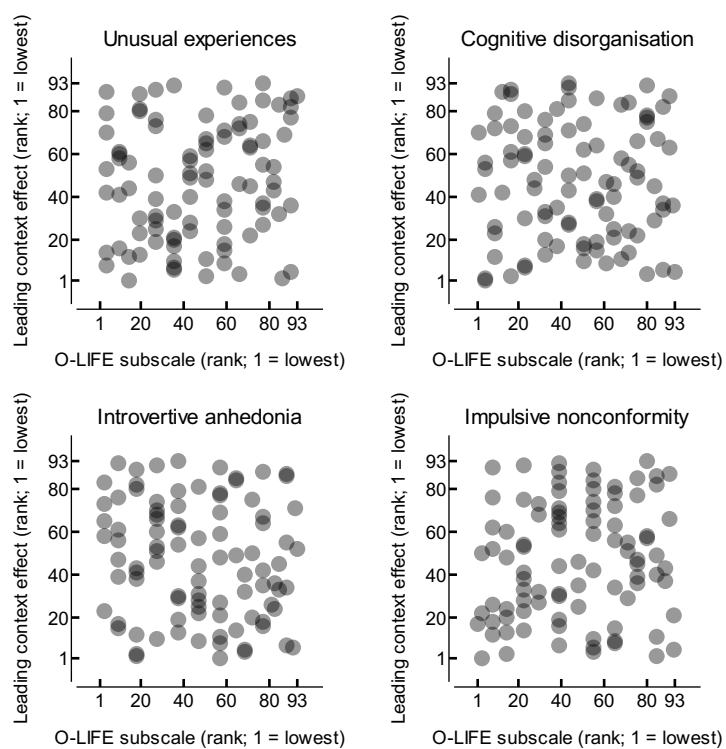 Unusual experiences
Leading context effect (rank; 1 = lowest)
93
80
60
40
20
1
1 20 40 60 80 93
O-LIFE subscale (rank; 1 = lowest)
Cognitive disorganisation
Leading context effect (rank; 1 = lowest)
93
80
60
40
20
1
1 20 40 60 80 93
O-LIFE subscale (rank; 1 = lowest)
Introvertive anhedonia
Leading context effect (rank; 1 = lowest)
93
80
60
40
20
1
1 20 40 60 80 93
O-LIFE subscale (rank; 1 = lowest)
Impulsive nonconformity
Leading context effect (rank; 1 = lowest)
93
80
60
40
20
1
1 20 40 60 80 93
O-LIFE subscale (rank; 1 = lowest)